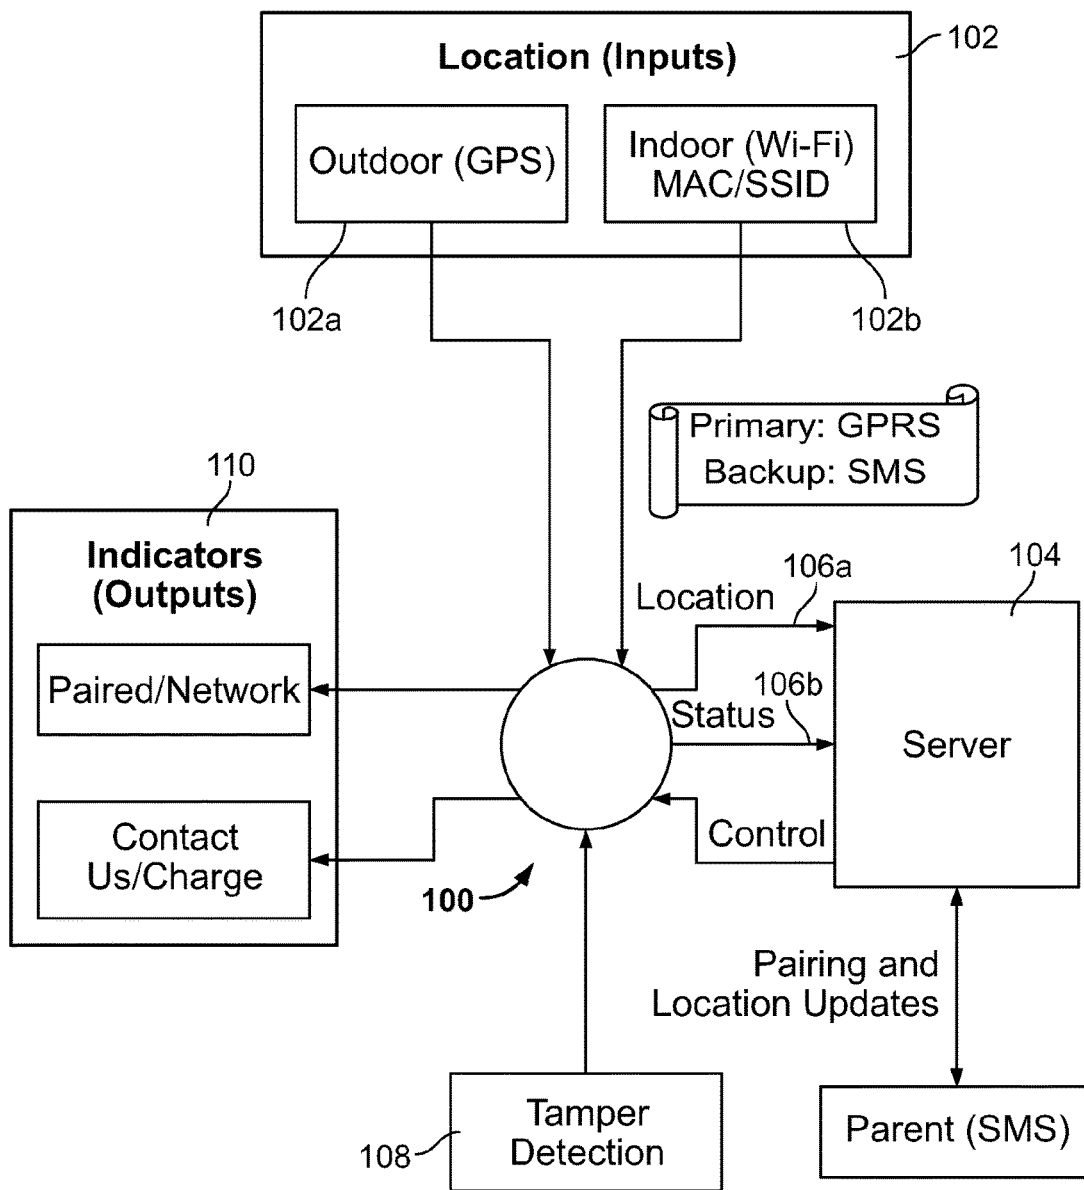 Location (Inputs)
102
Outdoor (GPS)
Indoor (Wi-Fi)
MAC/SSID
102a
102b
Primary: GPRS
Backup: SMS
110
Indicators
(Outputs)
Paired/Network
Contact
Us/Charge
Location
106a
104
Status
106b
Server
Control
100
Pairing and
Location Updates
Tamper
Detection
108
Parent (SMS)